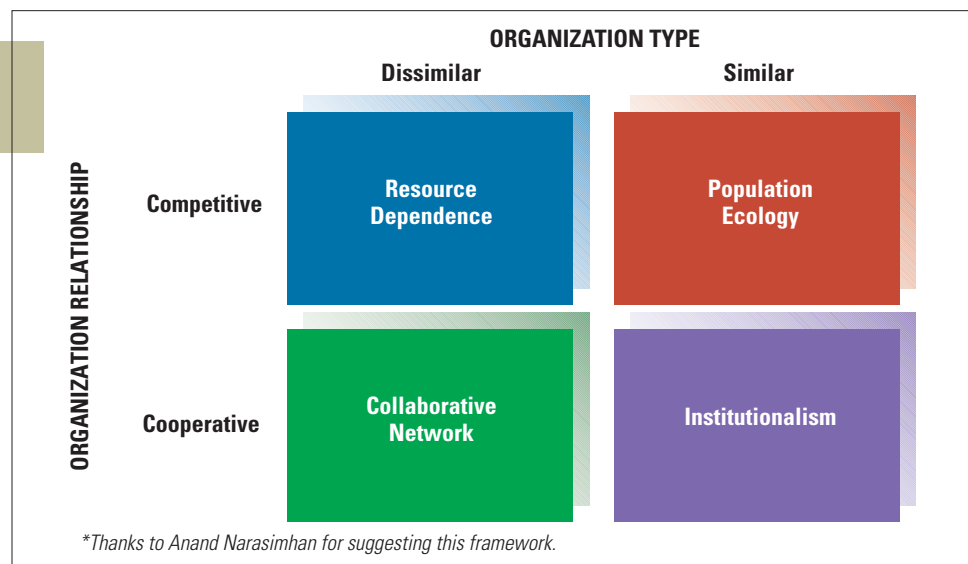 ORGANIZATION TYPE
Dissimilar
Similar
ORGANIZATION RELATIONSHIP
Competitive
Resource
Dependence
Population
Ecology
Cooperative
Collaborative
Network
Institutionalism
*Thanks to Anand Narasimhan for suggesting this framework.